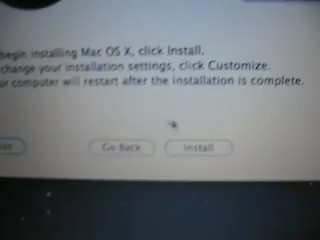 begin installing Mac OS X, click Install.
change your installation settings, click Customize.
ur computer will restart after the installation is complete.
Go Back Install